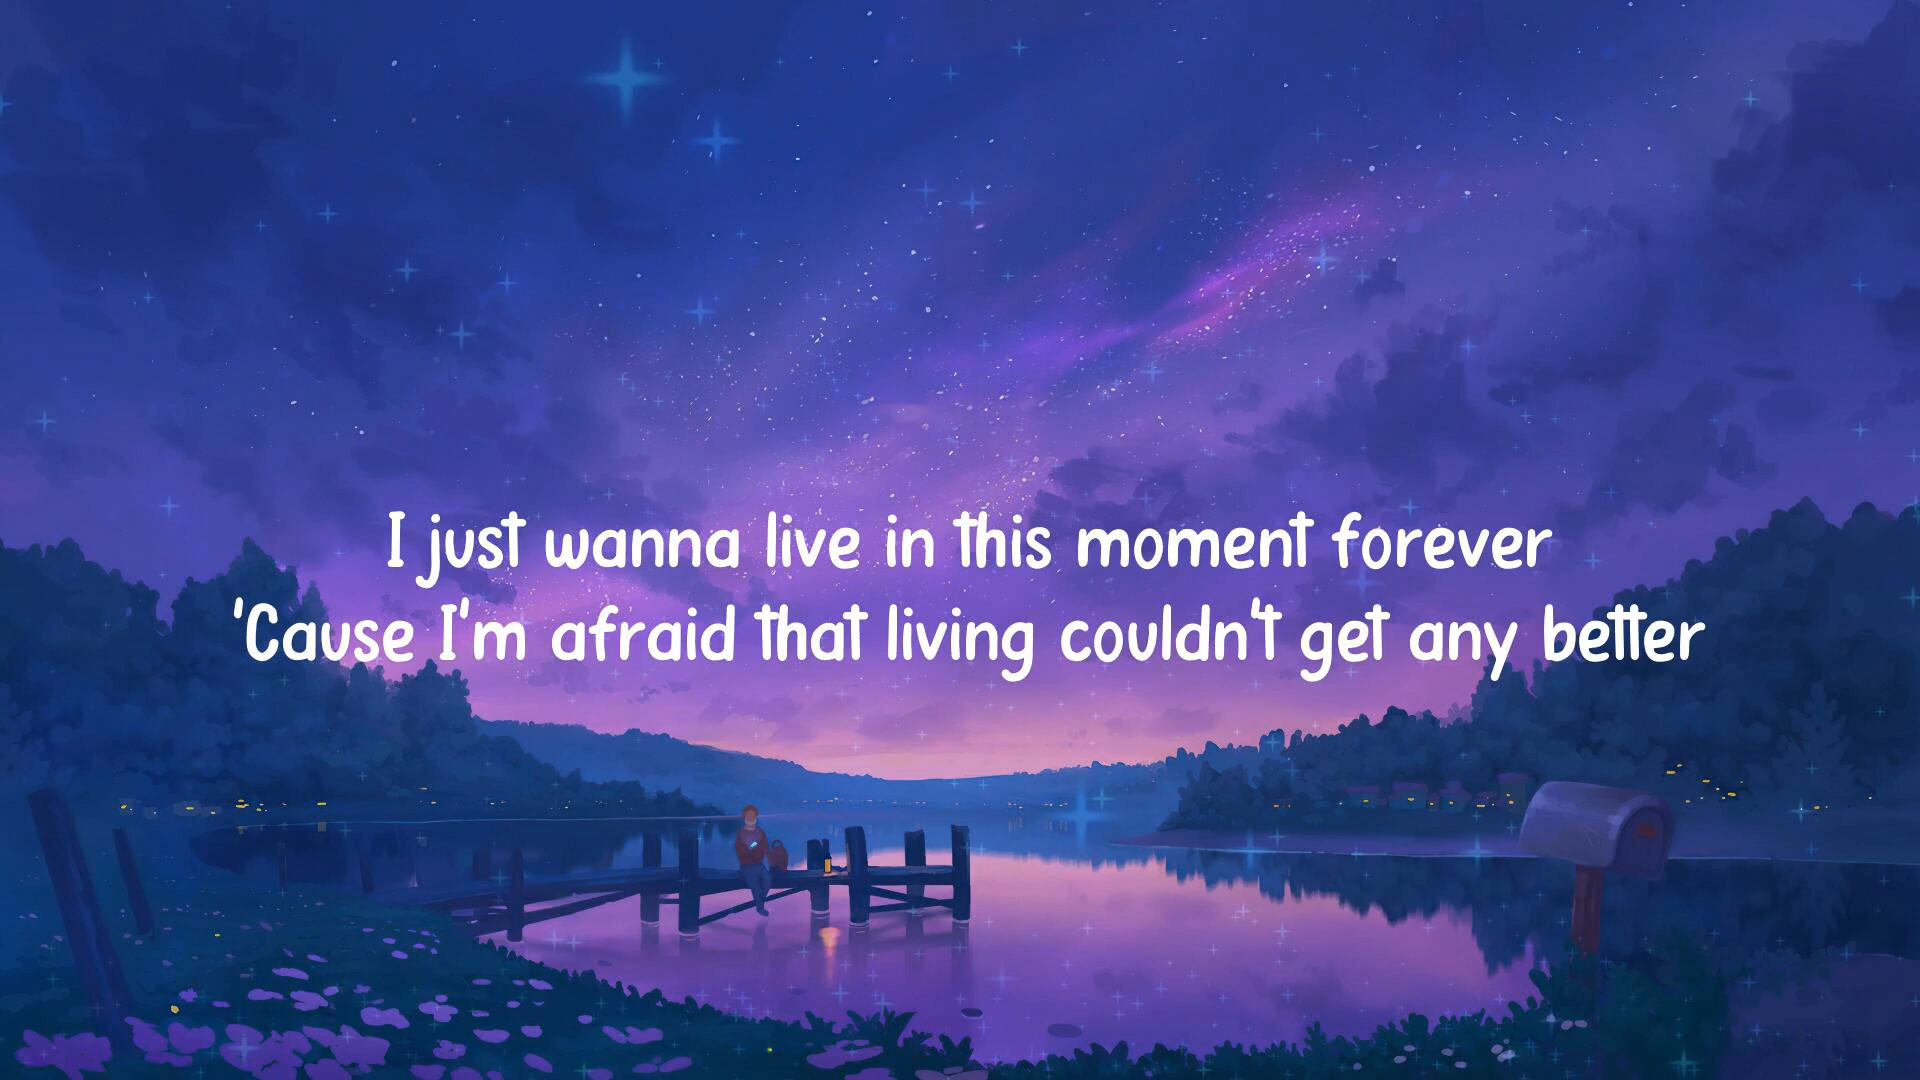 I just wanna live in this moment forever
'Cause I'm afraid that living couldn't get any better